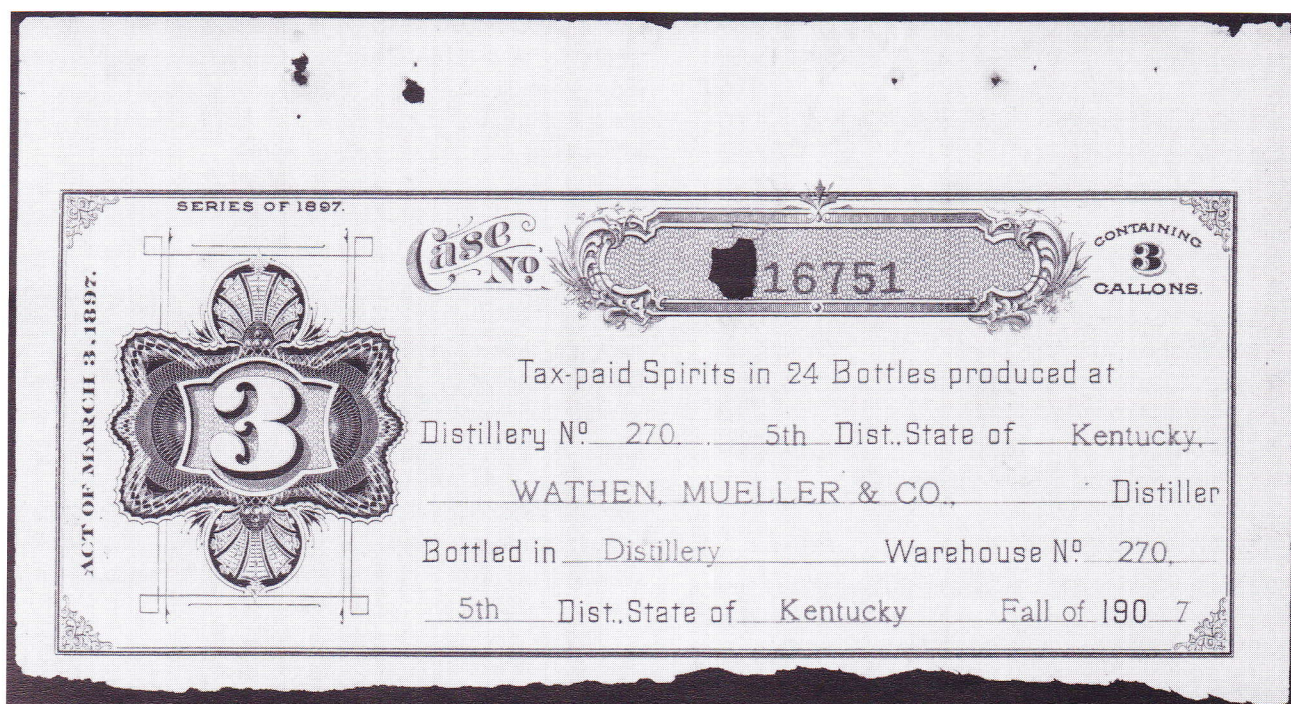 SERIES OF 1897.
ACT OF MARCH 3.1897.
3
Case No.
16751
CONTAINING
3
GALLONS.
Tax-paid Spirits in 24 Bottles produced at
Distillery Nº 270. 5th Dist., State of Kentucky,
WATHEN, MUELLER & CO., Distiller
Bottled in Distillery Warehouse Nº 270,
5th Dist., State of Kentucky Fall of 190 7